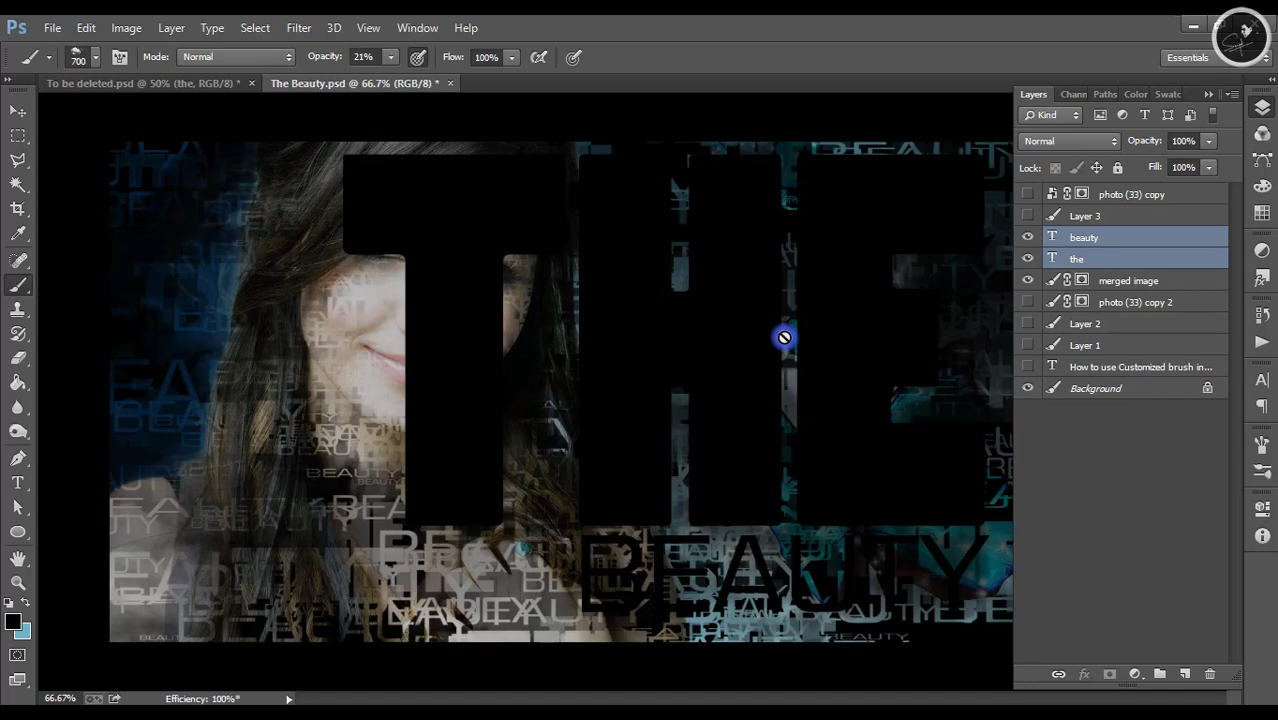 Ps File Edit Image Layer Type Select Filter 3D View Window Help
700 Mode: Normal Opacity: 21% Flow: 100% Essentials
To be deleted.psd @ 50% (the, RGB/8) * × The Beauty.psd @ 66.7% (RGB/8) * ×
Layers Chann Paths Color Swatc
Kind
Normal Opacity: 100%
Lock: Fill: 100%
photo (33) copy
Layer 3
beauty
the
merged image
photo (33) copy 2
Layer 2
Layer 1
How to use Customized brush in...
Background
THE
BEAUTY
66.67% Efficiency: 100%*